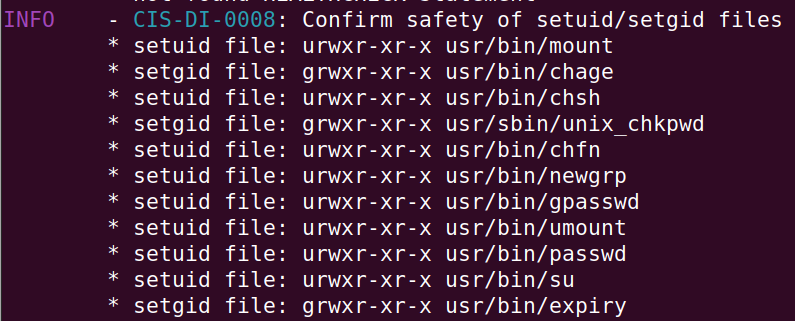 INFO - CIS-DI-0008: Confirm safety of setuid/setgid files
* setuid file: urwxr-xr-x usr/bin/mount
* setgid file: grwxr-xr-x usr/bin/chage
* setuid file: urwxr-xr-x usr/bin/chsh
* setgid file: grwxr-xr-x usr/sbin/unix_chkpwd
* setuid file: urwxr-xr-x usr/bin/chfn
* setuid file: urwxr-xr-x usr/bin/newgrp
* setuid file: urwxr-xr-x usr/bin/gpasswd
* setuid file: urwxr-xr-x usr/bin/umount
* setuid file: urwxr-xr-x usr/bin/passwd
* setuid file: urwxr-xr-x usr/bin/su
* setgid file: grwxr-xr-x usr/bin/expiry